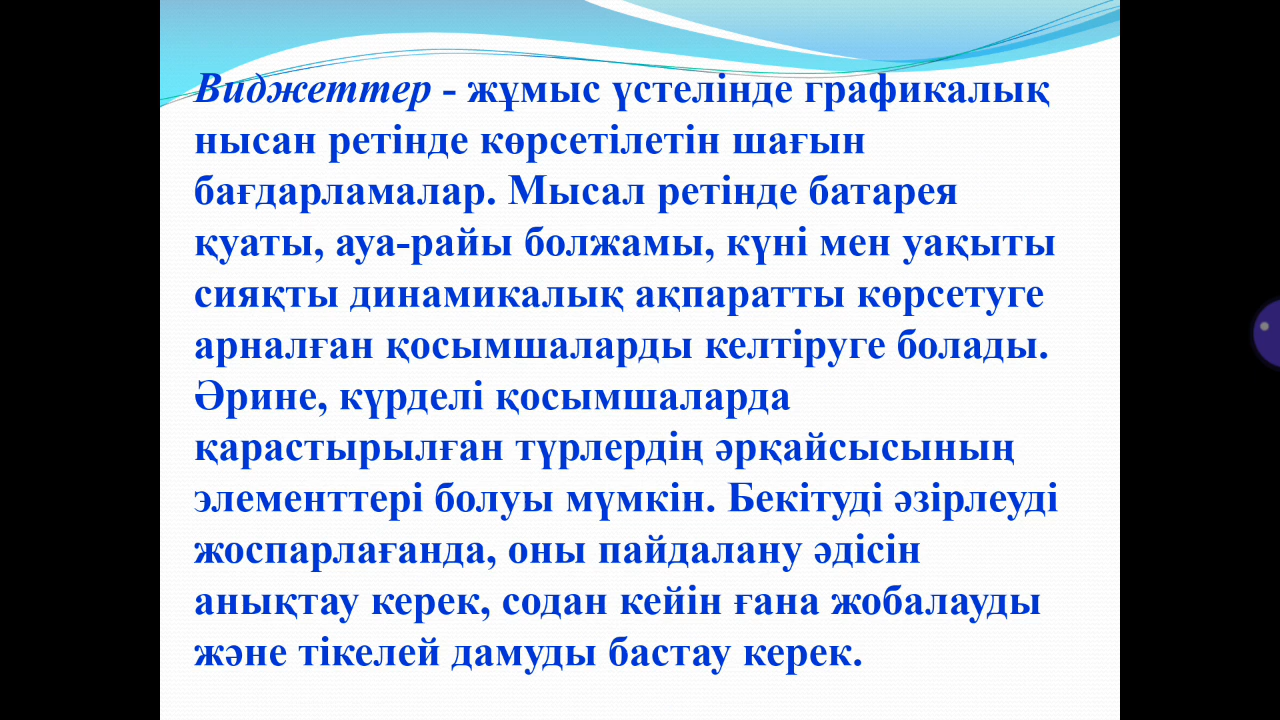 Виджеттер - жұмыс үстелінде графикалық
нысан ретінде көрсетілетін шағын
бағдарламалар. Мысал ретінде батарея
қуаты, ауа-райы болжамы, күні мен уақыты
сияқты динамикалық ақпаратты көрсетуге
арналған қосымшаларды келтіруге болады.
Әрине, күрделі қосымшаларда
қарастырылған түрлердің әрқайсысының
элементтері болуы мүмкін. Бекітуді әзірлеуді
жоспарлағанда, оны пайдалану әдісін
анықтау керек, содан кейін ғана жобалауды
және тікелей дамуды бастау керек.